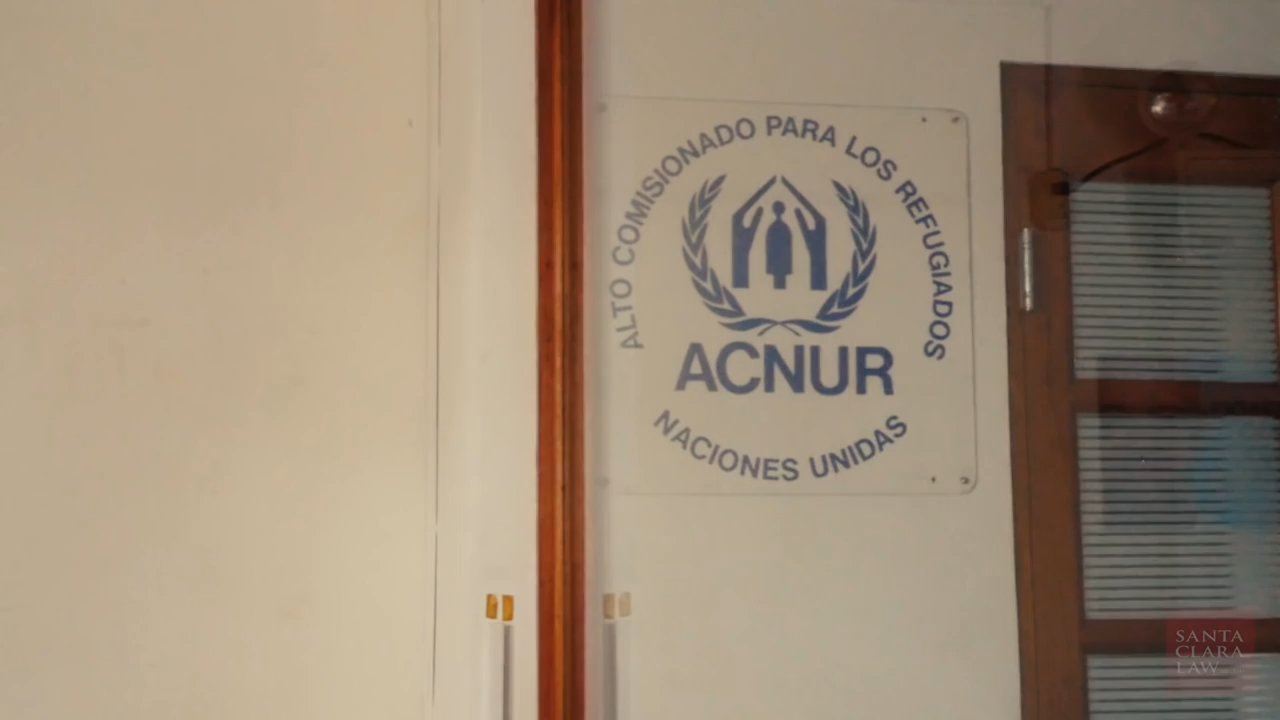 ALTO COMISIONADO PARA LOS REFUGIADOS
ACNUR
NACIONES UNIDAS
SANTA
CLARA
LAW